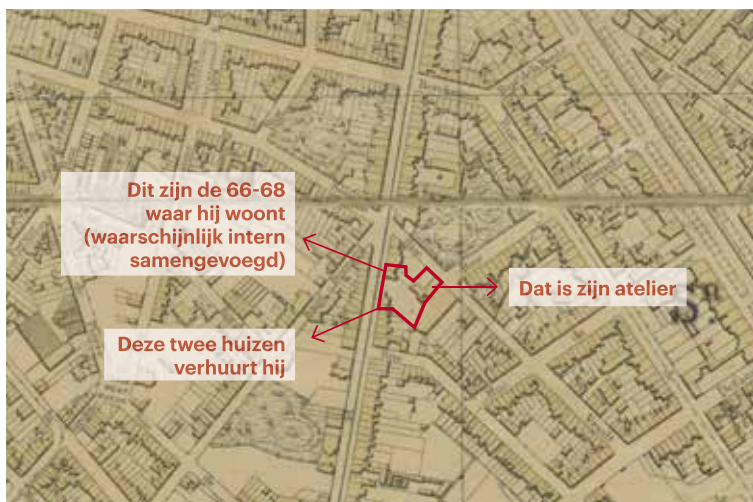 Dit zijn de 66-68
waar hij woont
(waarschijnlijk intern
samengevoegd)
Dat is zijn atelier
Deze twee huizen
verhuurt hij